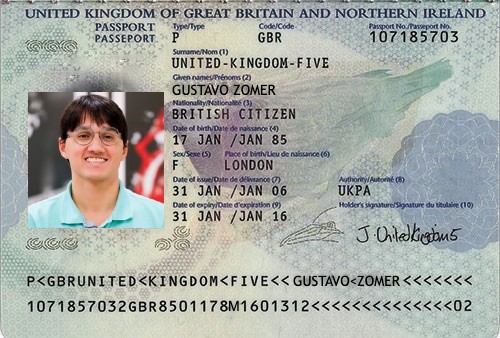 UNITED KINGDOM OF GREAT BRITAIN AND NORTHERN IRELAND
PASSPORT
PASSEPORT
Type/Type Code/Code Passport No./Passeport No.
P GBR 107185703
Surname/Nom (1)
UNITED-KINGDOM-FIVE
Given names/Prénoms (2)
GUSTAVO ZOMER
Nationality/Nationalité (3)
BRITISH CITIZEN
Date of birth/Date de naissance (4)
17 JAN /JAN 85
Sex/Sexe (5) Place of birth/Lieu de naissance (6)
F LONDON
Date of issue/Date de délivrance (7) Authority/Autorité (8)
31 JAN /JAN 06 UKPA
Date of expiry/Date d'expiration (9) Holder's signature/Signature du titulaire (10)
31 JAN /JAN 16 J. UnitedKingdom5
P<GBRUNITED<KINGDOM<FIVE<< GUSTAVO<ZOMER <<<<<<<
1071857032GBR8501178M1601312<<<<<<<<<<<<<<02